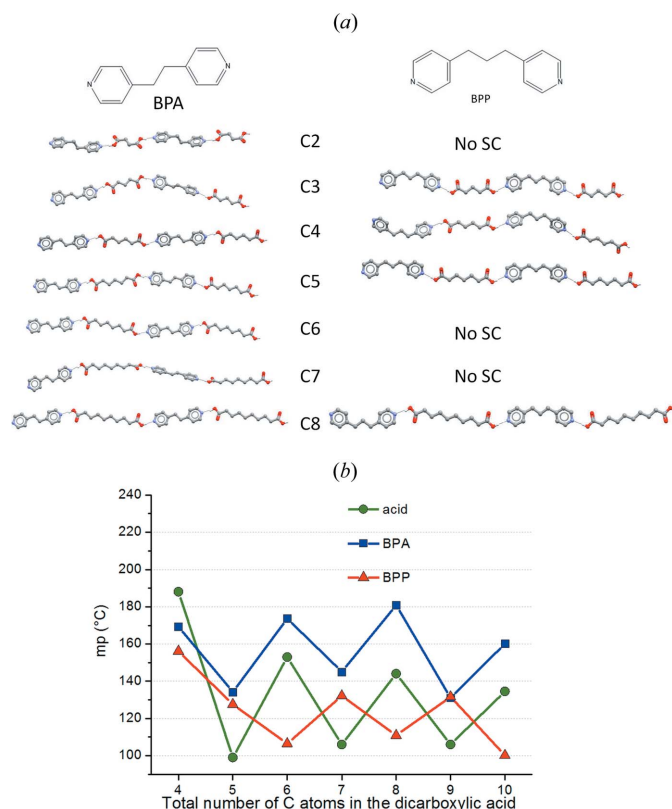 (a)
N
N
BPA
N
N
BPP
C2
No SC
C3
C4
C5
C6
No SC
C7
No SC
C8
(b)
240
220
200
180
160
140
120
100
mp (°C)
acid
BPA
BPP
4 5 6 7 8 9 10
Total number of C atoms in the dicarboxylic acid